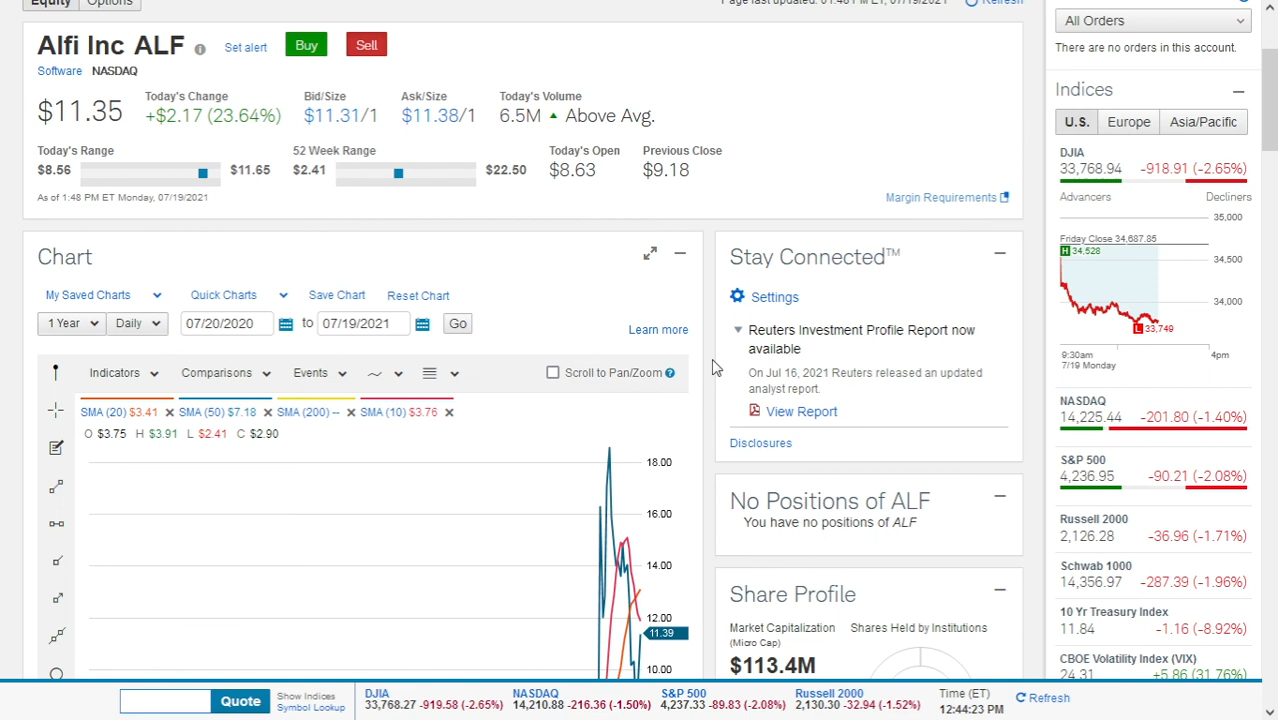 Equity Options
Page last updated: 01:48 PM ET, 07/19/2021 Refresh
Alfi Inc ALF Set alert Buy Sell
Software NASDAQ
$11.35
Today's Change
+$2.17 (23.64%)
Bid/Size
$11.31/1
Ask/Size
$11.38/1
Today's Volume
6.5M Above Avg.
Today's Range
$8.56 $11.65
52 Week Range
$2.41 $22.50
Today's Open
$8.63
Previous Close
$9.18
As of 1:48 PM ET Monday, 07/19/2021
Margin Requirements
Chart
My Saved Charts Quick Charts Save Chart Reset Chart
1 Year Daily 07/20/2020 to 07/19/2021 Go
Learn more
Indicators Comparisons Events Scroll to Pan/Zoom
SMA (20) $3.41 × SMA (50) $7.18 × SMA (200) -- × SMA (10) $3.76 ×
O $3.75 H $3.91 L $2.41 C $2.90
18.00
16.00
14.00
12.00
11.39
10.00
Stay Connected™
Settings
Reuters Investment Profile Report now
available
On Jul 16, 2021 Reuters released an updated
analyst report.
View Report
Disclosures
No Positions of ALF
You have no positions of ALF
Share Profile
Market Capitalization
(Micro Cap)
$113.4M
Shares Held by Institutions
All Orders
There are no orders in this account.
Indices
U.S. Europe Asia/Pacific
DJIA
33,768.94 -918.91 (-2.65%)
Advancers Decliners
35,000
Friday Close 34,687.85
H 34,528
34,500
34,000
L 33,749
9:30am 4pm
7/19 Monday
NASDAQ
14,225.44 -201.80 (-1.40%)
S&P 500
4,236.95 -90.21 (-2.08%)
Russell 2000
2,126.28 -36.96 (-1.71%)
Schwab 1000
14,356.97 -287.39 (-1.96%)
10 Yr Treasury Index
11.84 -1.16 (-8.92%)
CBOE Volatility Index (VIX)
24.31 +5.86 (31.76%)
Quote
Show Indices
Symbol Lookup
DJIA
33,768.27 -919.58 (-2.65%)
NASDAQ
14,210.88 -216.36 (-1.50%)
S&P 500
4,237.33 -89.83 (-2.08%)
Russell 2000
2,130.30 -32.94 (-1.52%)
Time (ET)
12:44:23 PM
Refresh